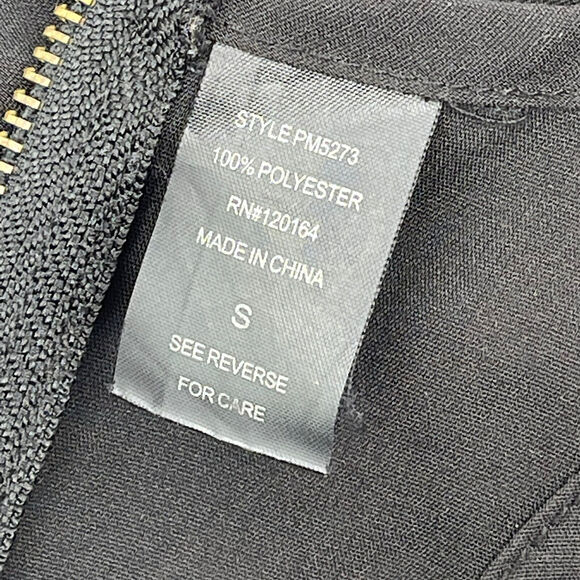 STYLE PM5273
100% POLYESTER
RN#120164
MADE IN CHINA
S
SEE REVERSE
FOR CARE